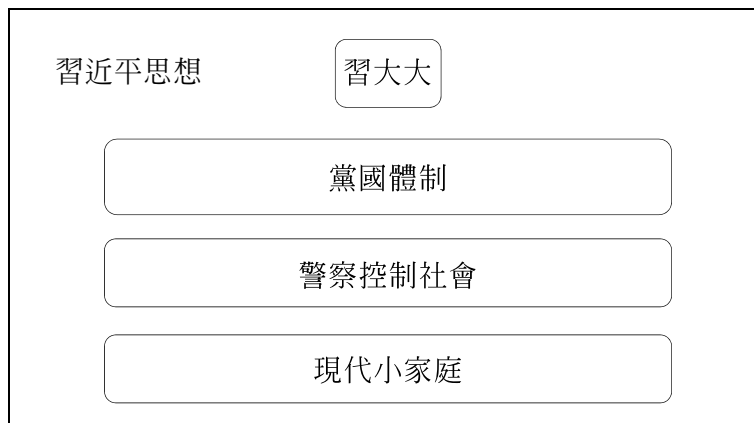 習近平思想 習大大
黨國體制
警察控制社會
現代小家庭